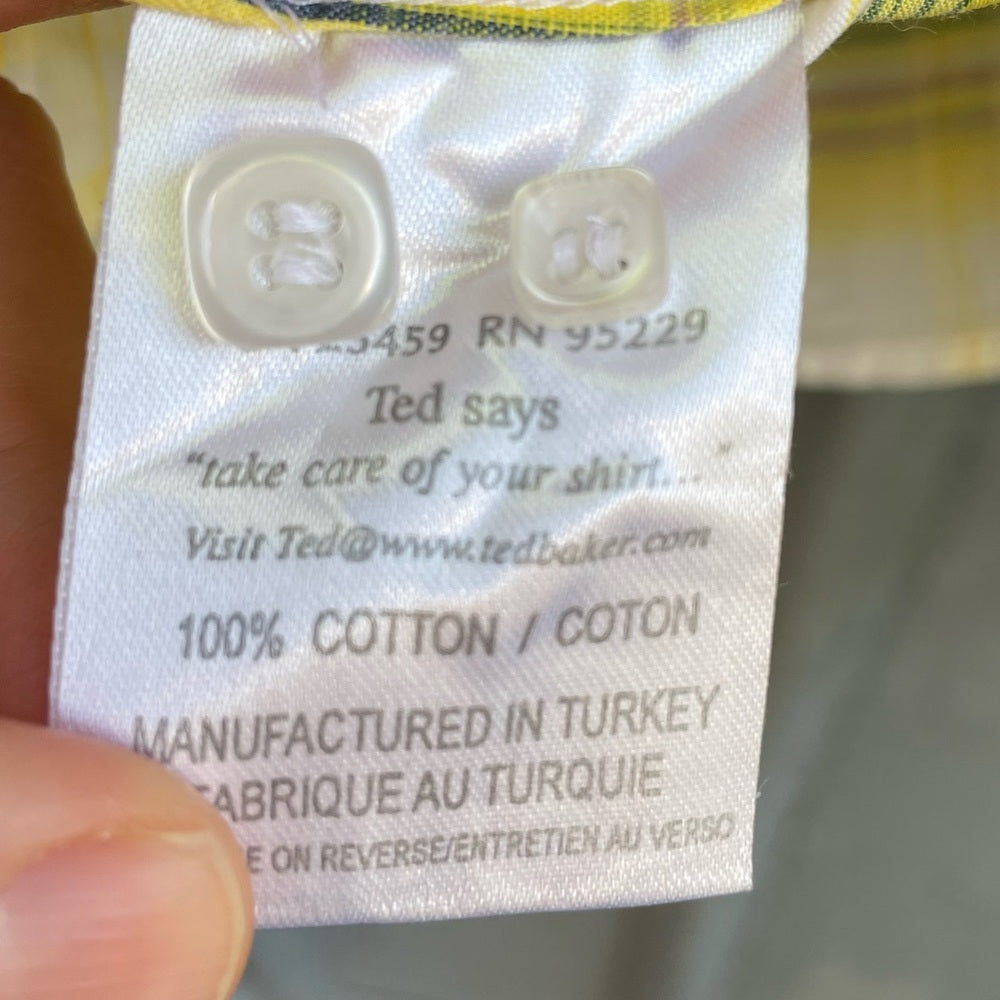 RN 95229
Ted says
“take care of your shirt...
Visit Ted@www.tedbaker.com
100% COTTON / COTON
MANUFACTURED IN TURKEY
FABRIQUE AU TURQUIE
ON REVERSE/ENTRETIEN AU VERSO